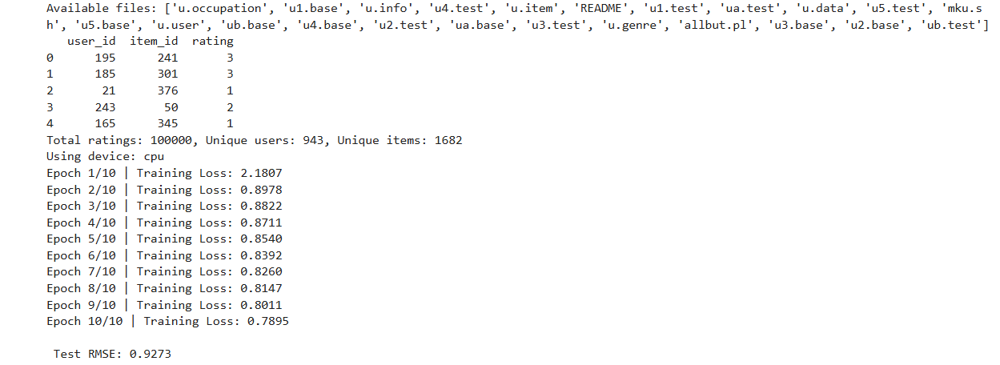 Available files: ['u.occupation', 'u1.base', 'u.info', 'u4.test', 'u.item', 'README', 'u1.test', 'ua.test', 'u.data', 'u5.test', 'mku.s
h', 'u5.base', 'u.user', 'ub.base', 'u4.base', 'u2.test', 'ua.base', 'u3.test', 'u.genre', 'allbut.pl', 'u3.base', 'u2.base', 'ub.test']
   user_id  item_id  rating
0      195      241       3
1      185      301       3
2       21      376       1
3      243       50       2
4      165      345       1
Total ratings: 100000, Unique users: 943, Unique items: 1682
Using device: cpu
Epoch 1/10 | Training Loss: 2.1807
Epoch 2/10 | Training Loss: 0.8978
Epoch 3/10 | Training Loss: 0.8822
Epoch 4/10 | Training Loss: 0.8711
Epoch 5/10 | Training Loss: 0.8540
Epoch 6/10 | Training Loss: 0.8392
Epoch 7/10 | Training Loss: 0.8260
Epoch 8/10 | Training Loss: 0.8147
Epoch 9/10 | Training Loss: 0.8011
Epoch 10/10 | Training Loss: 0.7895
Test RMSE: 0.9273